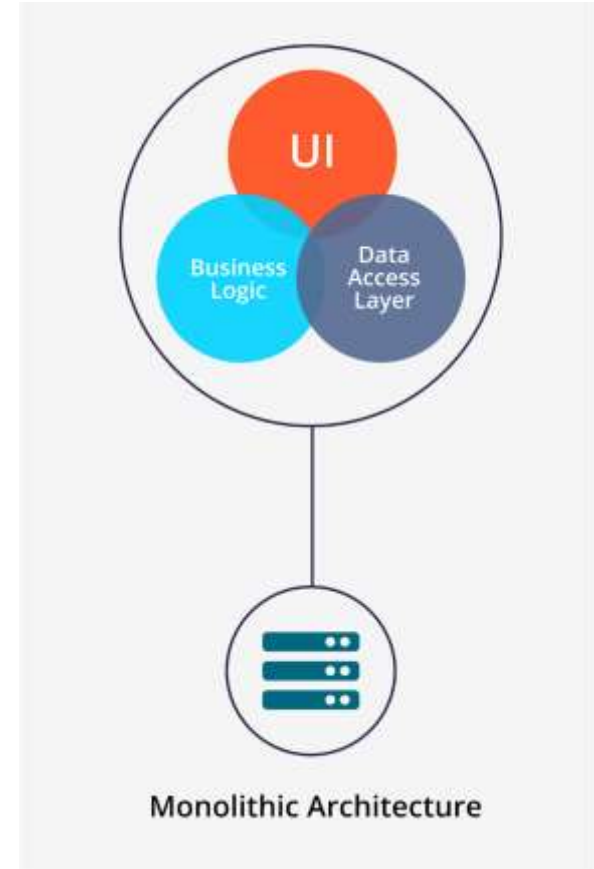 UI
Business
Logic
Data
Access
Layer
Monolithic Architecture